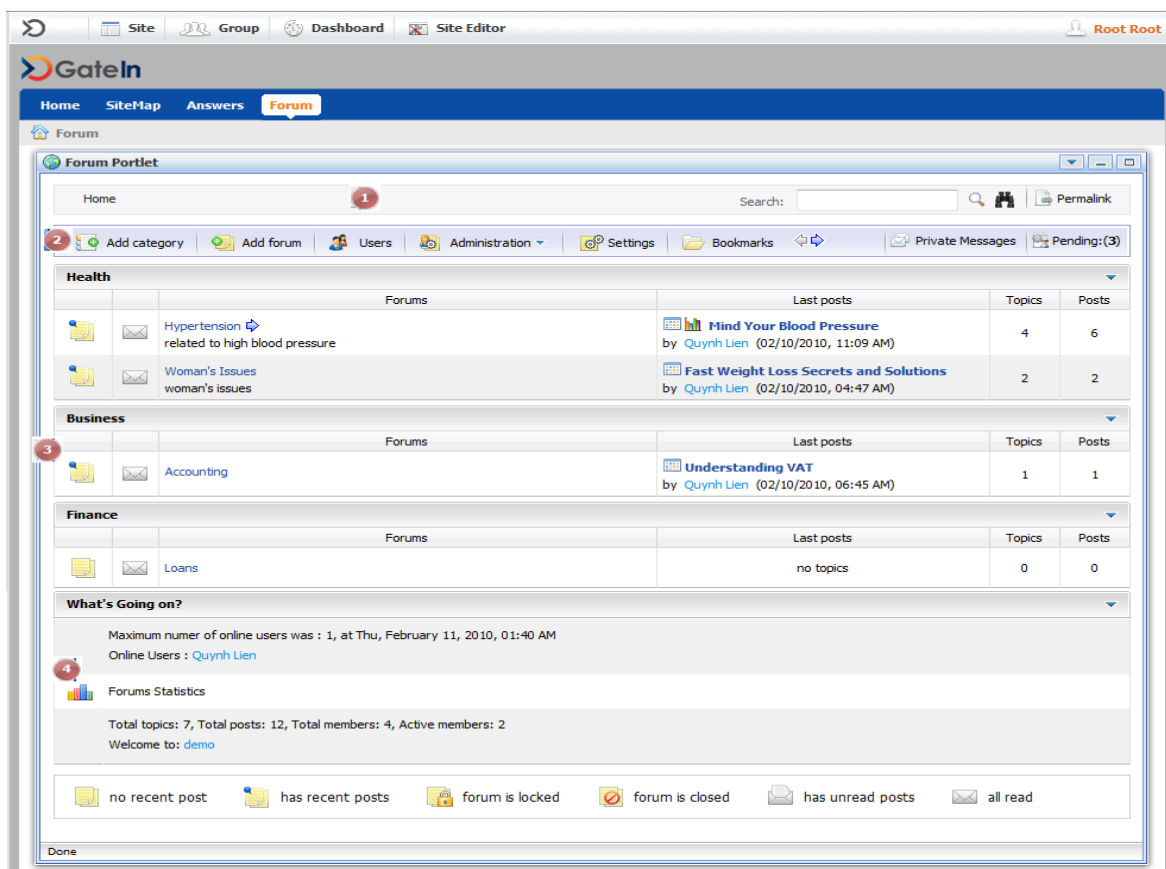 Site Group Dashboard Site Editor Root Root
GateIn
Home SiteMap Answers Forum
Forum
Forum Portlet
Home 1 Search: Permalink
2 Add category Add forum Users Administration Settings Bookmarks Private Messages Pending:(3)
Health
Forums Last posts Topics Posts
Hypertension Mind Your Blood Pressure 4 6
related to high blood pressure by Quynh Lien (02/10/2010, 11:09 AM)
Woman's Issues Fast Weight Loss Secrets and Solutions 2 2
woman's issues by Quynh Lien (02/10/2010, 04:47 AM)
Business
3 Forums Last posts Topics Posts
Accounting Understanding VAT 1 1
by Quynh Lien (02/10/2010, 06:45 AM)
Finance
Forums Last posts Topics Posts
Loans no topics 0 0
What's Going on?
Maximum numer of online users was : 1, at Thu, February 11, 2010, 01:40 AM
Online Users : Quynh Lien
4
Forums Statistics
Total topics: 7, Total posts: 12, Total members: 4, Active members: 2
Welcome to: demo
no recent post has recent posts forum is locked forum is closed has unread posts all read
Done